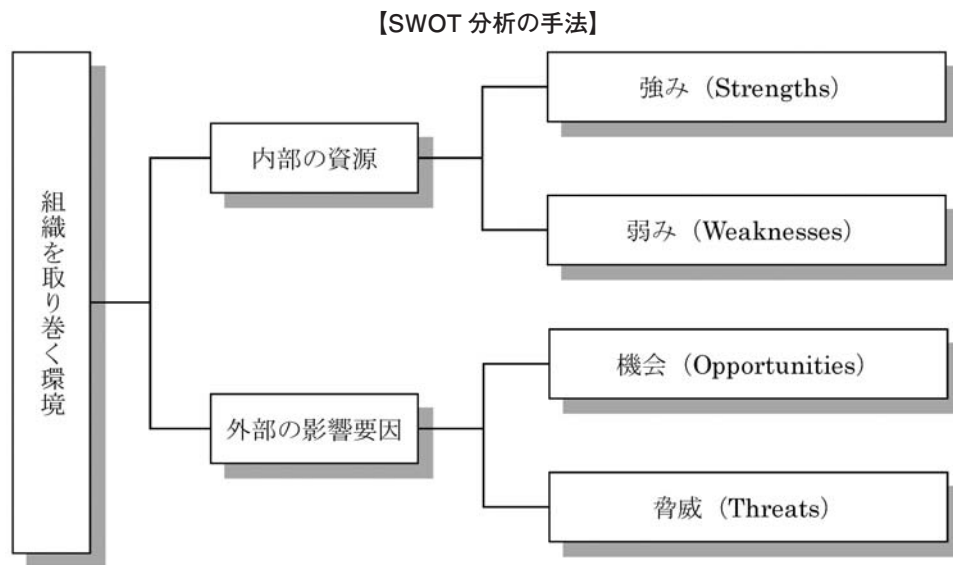 【SWOT 分析の手法】
組織を取り巻く環境
内部の資源
強み（Strengths）
弱み（Weaknesses）
外部の影響要因
機会（Opportunities）
脅威（Threats）